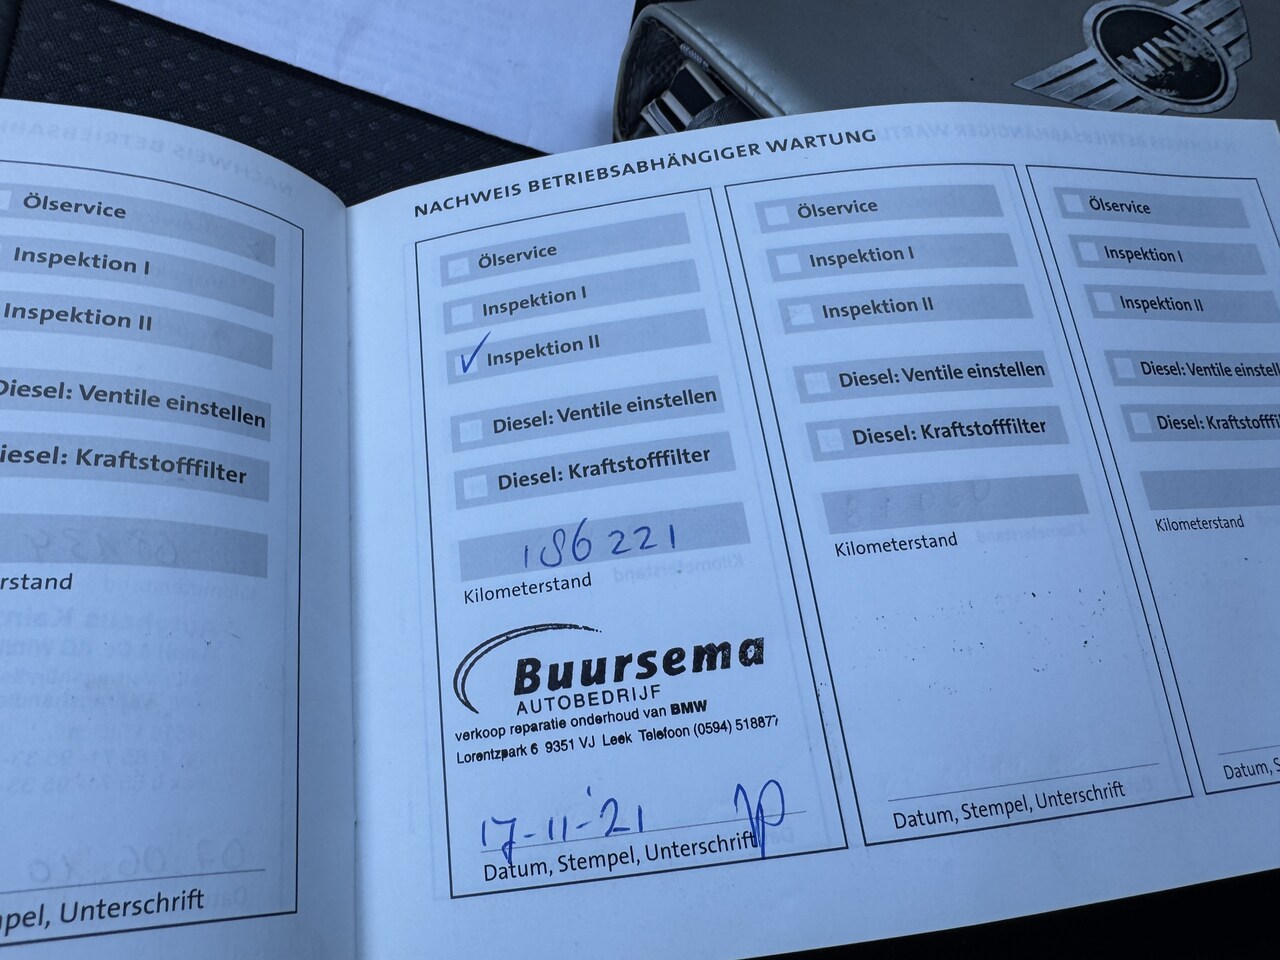 MINI
NACHWEIS BETRIEBSABHÄNGIGER WARTUNG
Ölservice
Inspektion I
Inspektion II
Diesel: Ventile einstellen
Diesel: Kraftstofffilter
Ölservice
Inspektion I
Inspektion II
Diesel: Ventile einstellen
Diesel: Kraftstofffilter
186221
Kilometerstand
Buursema
AUTOBEDRIJF
verkoop reparatie onderhoud van BMW
Lorentzpark 6 9351 VJ Leek Telefoon (0594) 518877
17-11-'21
Datum, Stempel, Unterschrift
Ölservice
Inspektion I
Inspektion II
Diesel: Ventile einstellen
Diesel: Kraftstofffilter
Kilometerstand
Datum, Stempel, Unterschrift
Ölservice
Inspektion I
Inspektion II
Diesel: Ventile einstell
Diesel: Kraftstofffil
Kilometerstand
Datum, S
Unterschrift